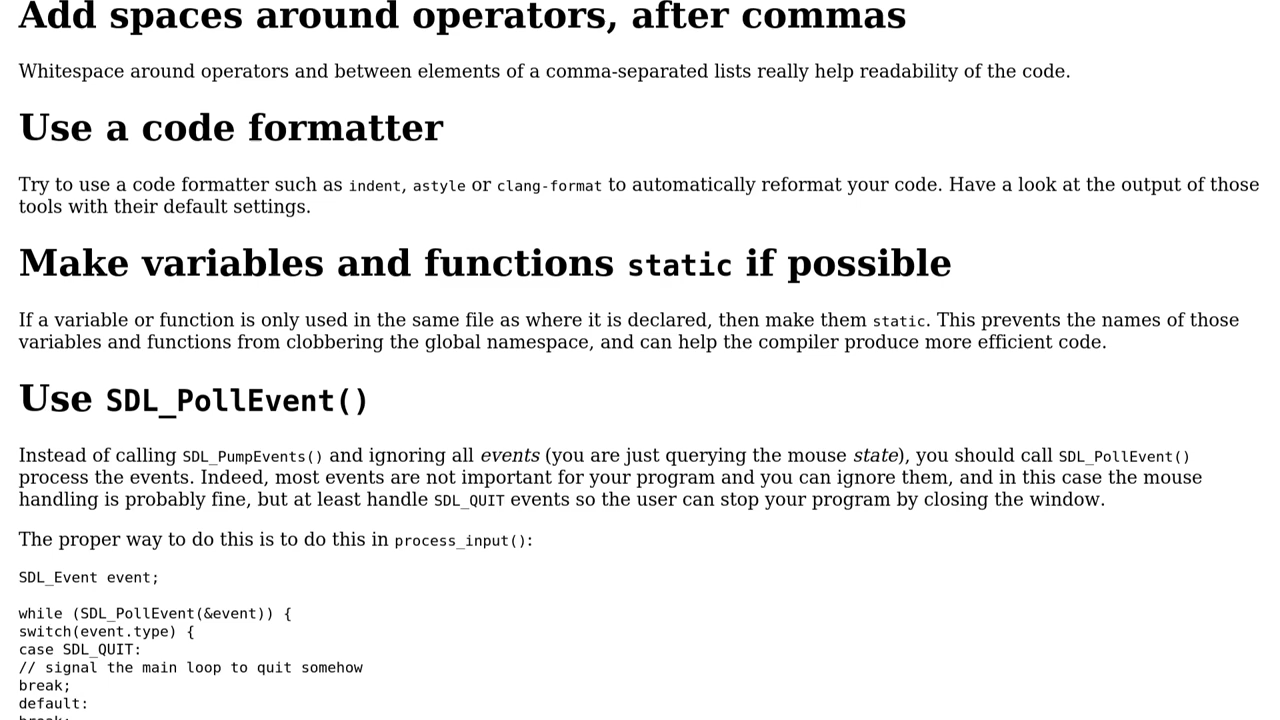 Add spaces around operators, after commas
Whitespace around operators and between elements of a comma-separated lists really help readability of the code.
Use a code formatter
Try to use a code formatter such as indent, astyle or clang-format to automatically reformat your code. Have a look at the output of those
tools with their default settings.
Make variables and functions static if possible
If a variable or function is only used in the same file as where it is declared, then make them static. This prevents the names of those
variables and functions from clobbering the global namespace, and can help the compiler produce more efficient code.
Use SDL_PollEvent()
Instead of calling SDL_PumpEvents() and ignoring all events (you are just querying the mouse state), you should call SDL_PollEvent()
process the events. Indeed, most events are not important for your program and you can ignore them, and in this case the mouse
handling is probably fine, but at least handle SDL_QUIT events so the user can stop your program by closing the window.
The proper way to do this is to do this in process_input():
SDL_Event event;
while (SDL_PollEvent(&event)) {
switch(event.type) {
case SDL_QUIT:
// signal the main loop to quit somehow
break;
default:
break;